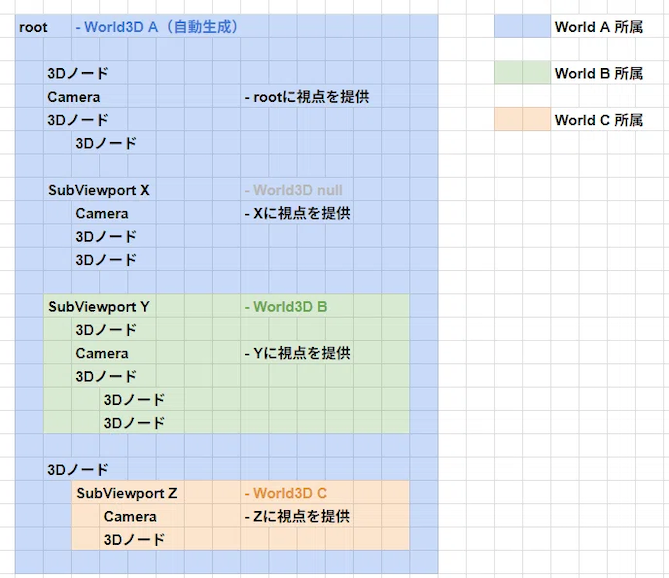 root - World3D A（自動生成） World A 所属
3Dノード World B 所属
Camera - rootに視点を提供
3Dノード World C 所属
3Dノード
SubViewport X - World3D null
Camera - Xに視点を提供
3Dノード
3Dノード
SubViewport Y - World3D B
3Dノード
Camera - Yに視点を提供
3Dノード
3Dノード
3Dノード
3Dノード
SubViewport Z - World3D C
Camera - Zに視点を提供
3Dノード